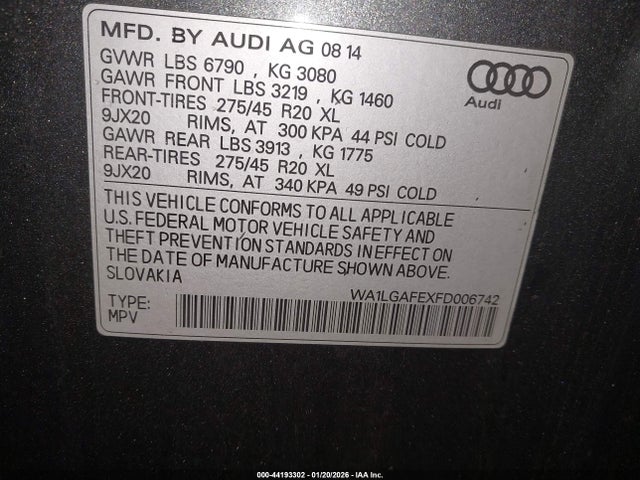 MFD. BY AUDI AG 08 14
GVWR LBS 6790 , KG 3080
GAWR FRONT LBS 3219 , KG 1460
FRONT-TIRES 275/45 R20 XL
9JX20 RIMS, AT 300 KPA 44 PSI COLD
GAWR REAR LBS 3913 , KG 1775
REAR-TIRES 275/45 R20 XL
9JX20 RIMS, AT 340 KPA 49 PSI COLD
Audi
THIS VEHICLE CONFORMS TO ALL APPLICABLE
U.S. FEDERAL MOTOR VEHICLE SAFETY AND
THEFT PREVENTION STANDARDS IN EFFECT ON
THE DATE OF MANUFACTURE SHOWN ABOVE.
SLOVAKIA
WA1LGAFEXFD006742
TYPE:
MPV
000-44193302 - 01/20/2026 - IAA Inc.